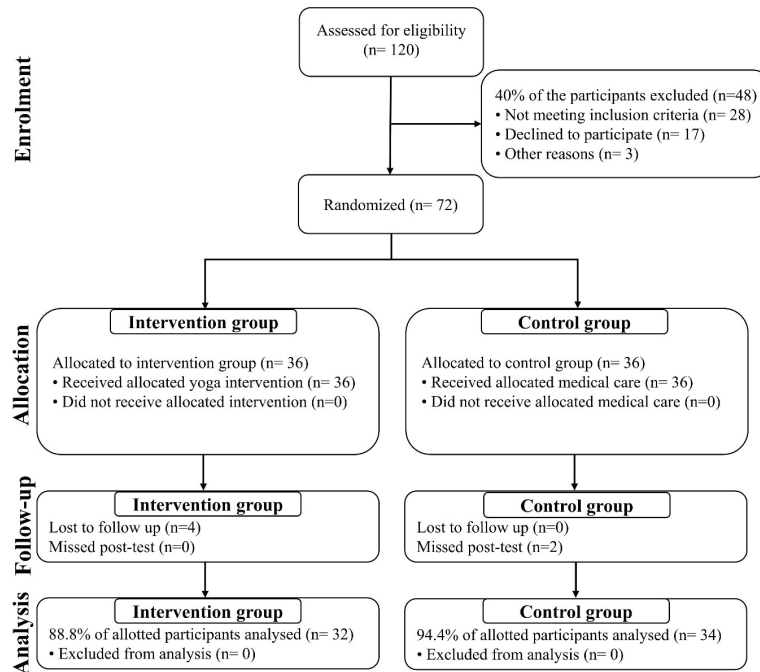 Enrolment
Assessed for eligibility
(n= 120)
40% of the participants excluded (n=48)
• Not meeting inclusion criteria (n= 28)
• Declined to participate (n= 17)
• Other reasons (n= 3)
Randomized (n= 72)
Allocation
Intervention group
Allocated to intervention group (n= 36)
• Received allocated yoga intervention (n= 36)
• Did not receive allocated intervention (n=0)
Control group
Allocated to control group (n= 36)
• Received allocated medical care (n= 36)
• Did not receive allocated medical care (n=0)
Follow-up
Intervention group
Lost to follow up (n=4)
Missed post-test (n=0)
Control group
Lost to follow up (n=0)
Missed post-test (n=2)
Analysis
Intervention group
88.8% of allotted participants analysed (n= 32)
• Excluded from analysis (n= 0)
Control group
94.4% of allotted participants analysed (n= 34)
• Excluded from analysis (n= 0)